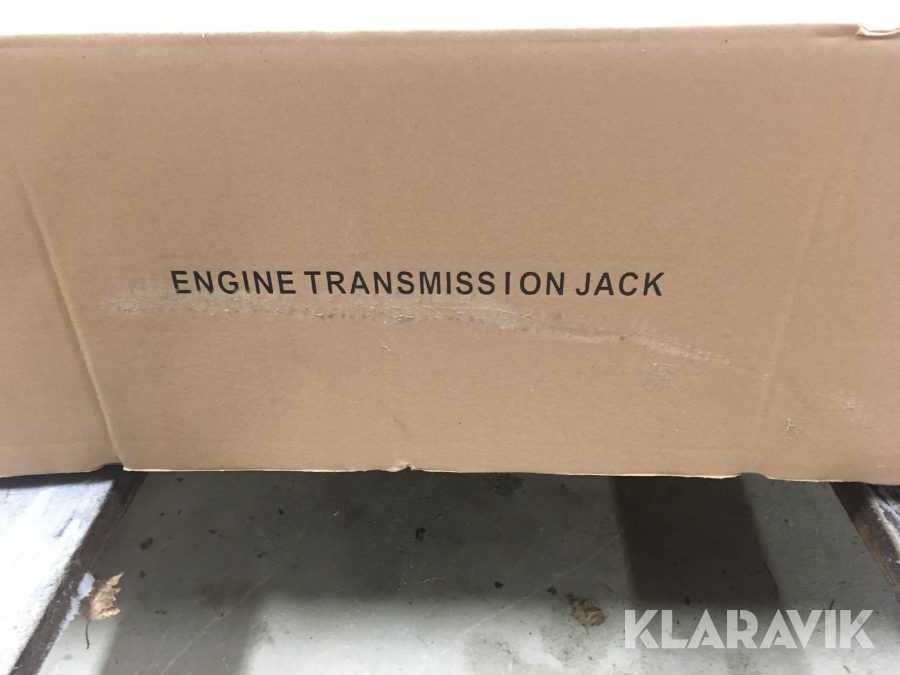 ENGINE TRANSMISSION JACK
KLARAVIK